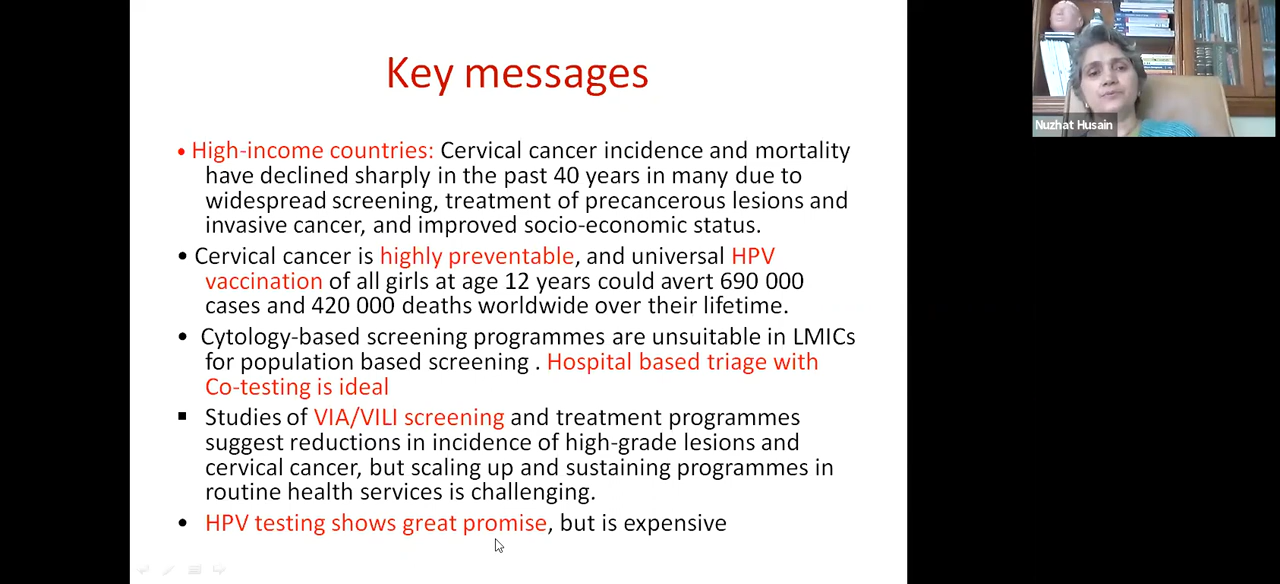 Key messages
• High-income countries: Cervical cancer incidence and mortality
have declined sharply in the past 40 years in many due to
widespread screening, treatment of precancerous lesions and
invasive cancer, and improved socio-economic status.
• Cervical cancer is highly preventable, and universal HPV
vaccination of all girls at age 12 years could avert 690 000
cases and 420 000 deaths worldwide over their lifetime.
• Cytology-based screening programmes are unsuitable in LMICs
for population based screening . Hospital based triage with
Co-testing is ideal
▪ Studies of VIA/VILI screening and treatment programmes
suggest reductions in incidence of high-grade lesions and
cervical cancer, but scaling up and sustaining programmes in
routine health services is challenging.
• HPV testing shows great promise, but is expensive
Nuzhat Husain